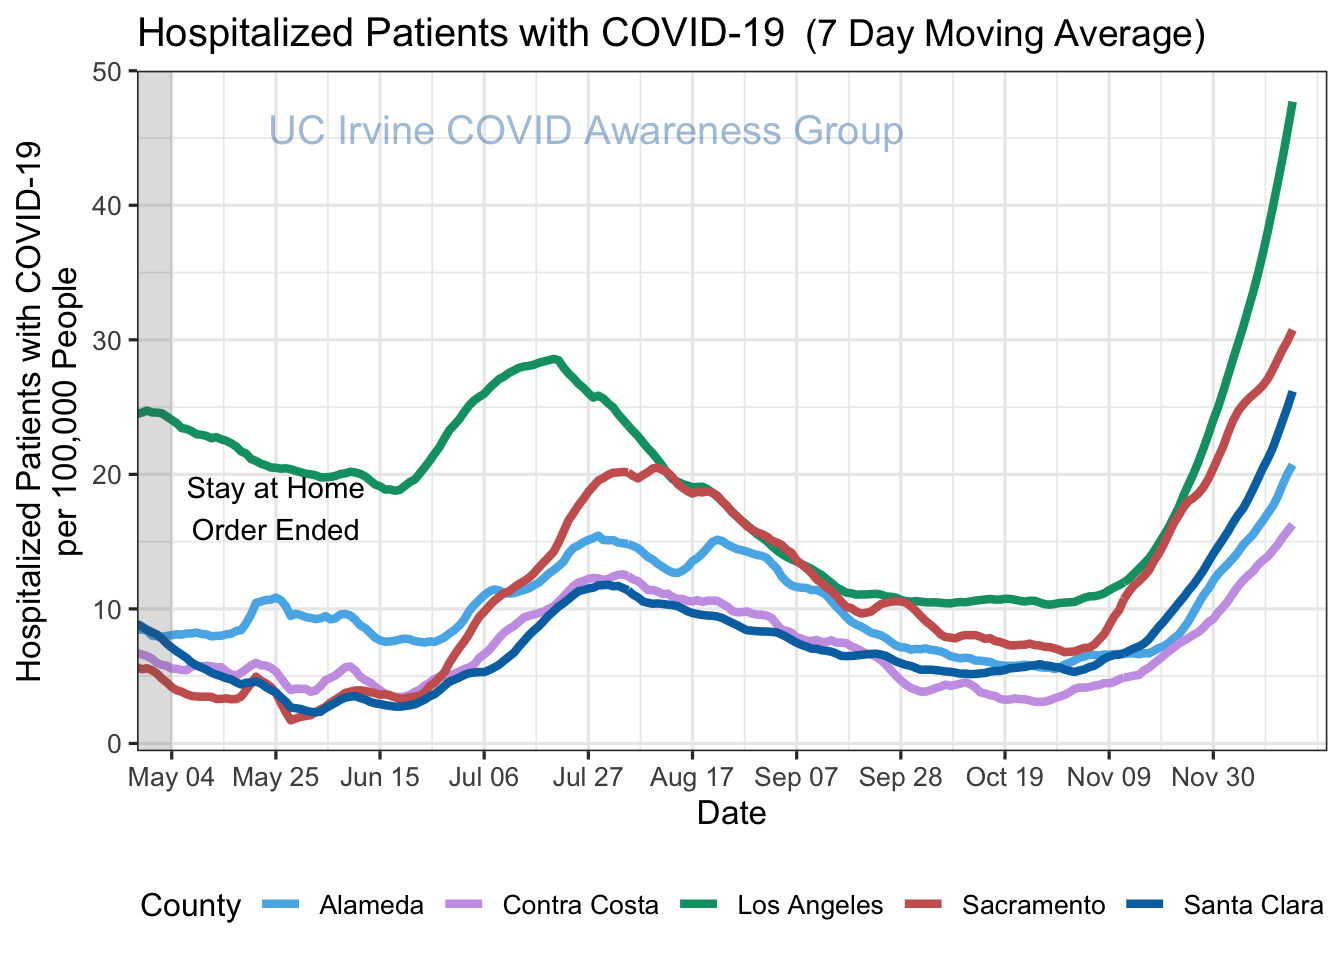 Hospitalized Patients with COVID-19 (7 Day Moving Average)
Hospitalized Patients with COVID-19
per 100,000 People
50
40
30
20
10
0
UC Irvine COVID Awareness Group
Stay at Home
Order Ended
May 04 May 25 Jun 15 Jul 06 Jul 27 Aug 17 Sep 07 Sep 28 Oct 19 Nov 09 Nov 30
Date
County Alameda Contra Costa Los Angeles Sacramento Santa Clara